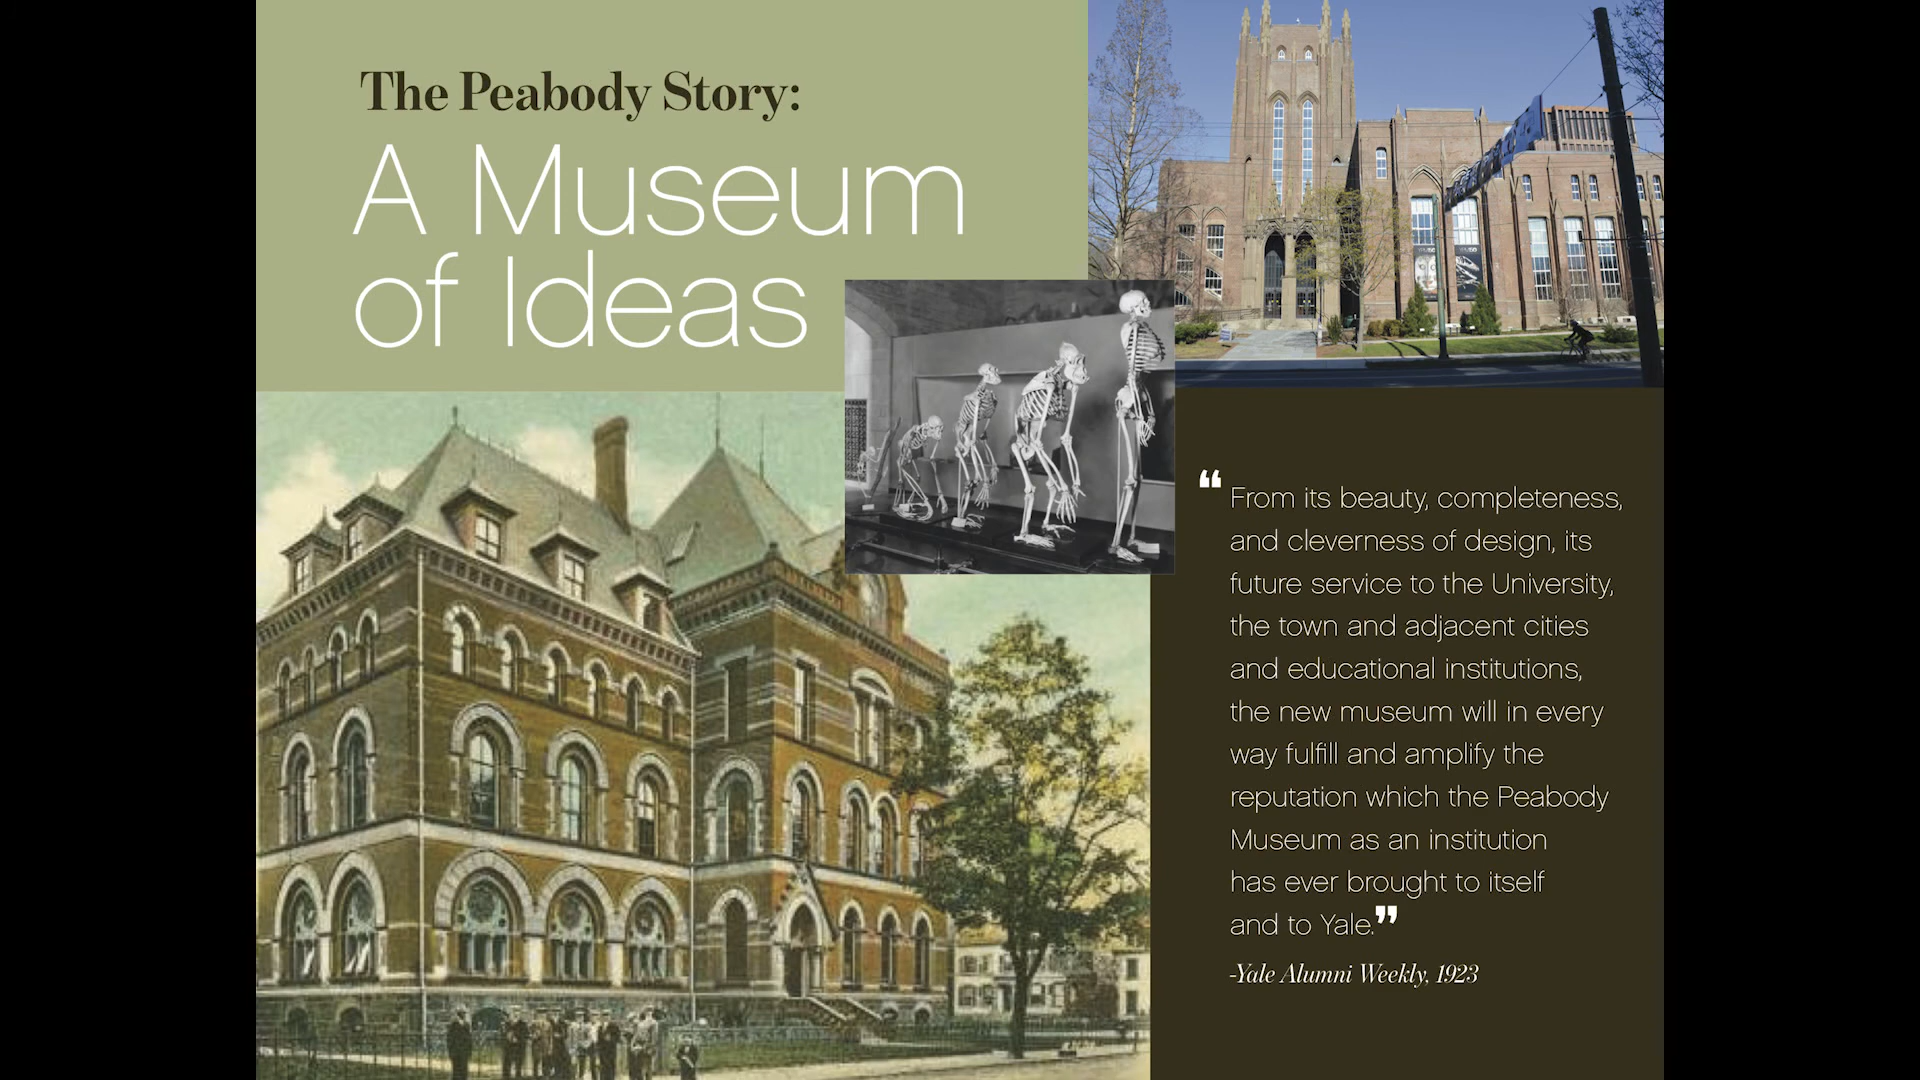 The Peabody Story:
A Museum
of Ideas
❝ From its beauty, completeness,
and cleverness of design, its
future service to the University,
the town and adjacent cities
and educational institutions,
the new museum will in every
way fulfill and amplify the
reputation which the Peabody
Museum as an institution
has ever brought to itself
and to Yale.❞
-Yale Alumni Weekly, 1923